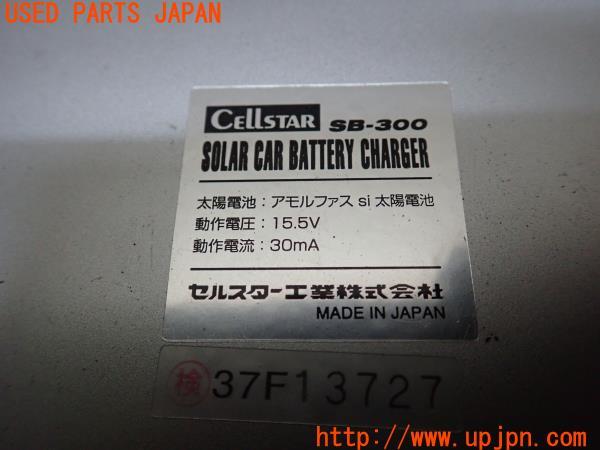 USED PARTS JAPAN
CELLSTAR SB-300
SOLAR CAR BATTERY CHARGER
太陽電池：アモルファス si 太陽電池
動作電圧：15.5V
動作電流：30mA
セルスター工業株式会社
MADE IN JAPAN
検 37F13727
http://www.upjpn.com/